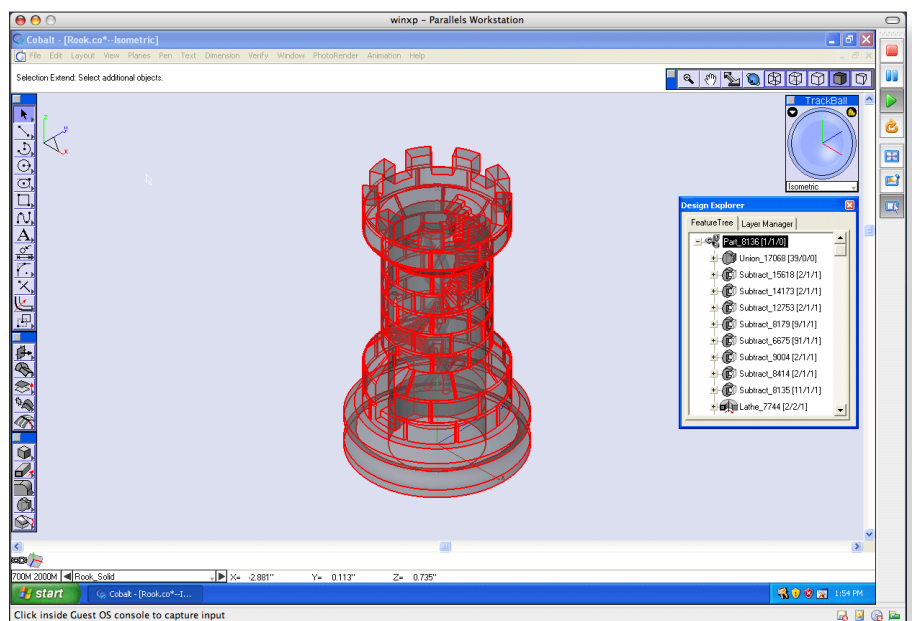 winxp – Parallels Workstation
Cobalt - [Rook.co*--Isometric]
File Edit Layout View Planes Pen Text Dimension Verify Window PhotoRender Animation Help
Selection Extend: Select additional objects.
TrackBall
z
y
x
Isometric
Design Explorer
FeatureTree Layer Manager
Part_8136 [1/1/0]
Union_17068 [39/0/0]
Subtract_15618 [2/1/1]
Subtract_14173 [2/1/1]
Subtract_12753 [2/1/1]
Subtract_8179 [9/1/1]
Subtract_6675 [91/1/1]
Subtract_9004 [2/1/1]
Subtract_8414 [2/1/1]
Subtract_8135 [11/1/1]
Lathe_7744 [2/2/1]
A
700M 2000M Rook_Solid X= -2.881" Y= 0.113" Z= 0.735"
start Cobalt - [Rook.co*--I... 1:54 PM
Click inside Guest OS console to capture input